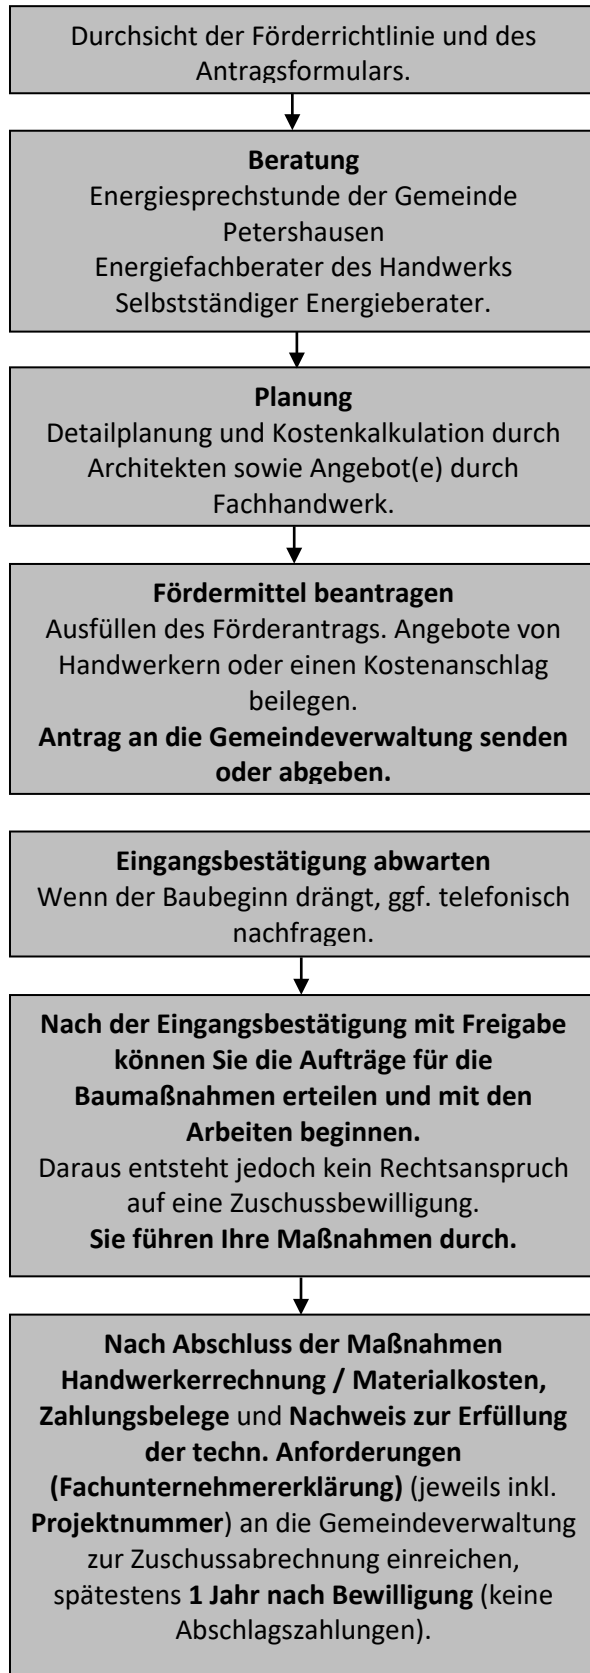 Durchsicht der Förderrichtlinie und des
Antragsformulars.
Beratung
Energiesprechstunde der Gemeinde
Petershausen
Energiefachberater des Handwerks
Selbstständiger Energieberater.
Planung
Detailplanung und Kostenkalkulation durch
Architekten sowie Angebot(e) durch
Fachhandwerk.
Fördermittel beantragen
Ausfüllen des Förderantrags. Angebote von
Handwerkern oder einen Kostenanschlag
beilegen.
Antrag an die Gemeindeverwaltung senden
oder abgeben.
Eingangsbestätigung abwarten
Wenn der Baubeginn drängt, ggf. telefonisch
nachfragen.
Nach der Eingangsbestätigung mit Freigabe
können Sie die Aufträge für die
Baumaßnahmen erteilen und mit den
Arbeiten beginnen.
Daraus entsteht jedoch kein Rechtsanspruch
auf eine Zuschussbewilligung.
Sie führen Ihre Maßnahmen durch.
Nach Abschluss der Maßnahmen
Handwerkerrechnung / Materialkosten,
Zahlungsbelege und Nachweis zur Erfüllung
der techn. Anforderungen
(Fachunternehmererklärung) (jeweils inkl.
Projektnummer) an die Gemeindeverwaltung
zur Zuschussabrechnung einreichen,
spätestens 1 Jahr nach Bewilligung (keine
Abschlagszahlungen).